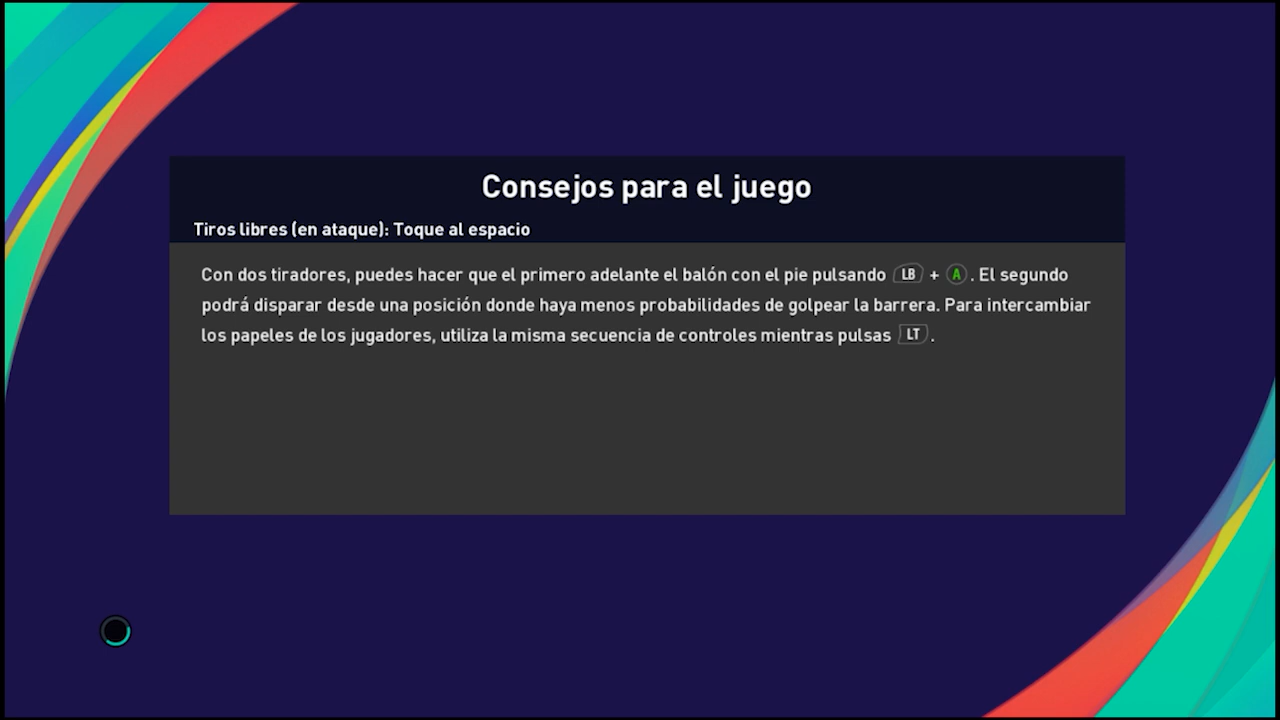 Consejos para el juego
Tiros libres (en ataque): Toque al espacio
Con dos tiradores, puedes hacer que el primero adelante el balón con el pie pulsando LB + A. El segundo
podrá disparar desde una posición donde haya menos probabilidades de golpear la barrera. Para intercambiar
los papeles de los jugadores, utiliza la misma secuencia de controles mientras pulsas LT.